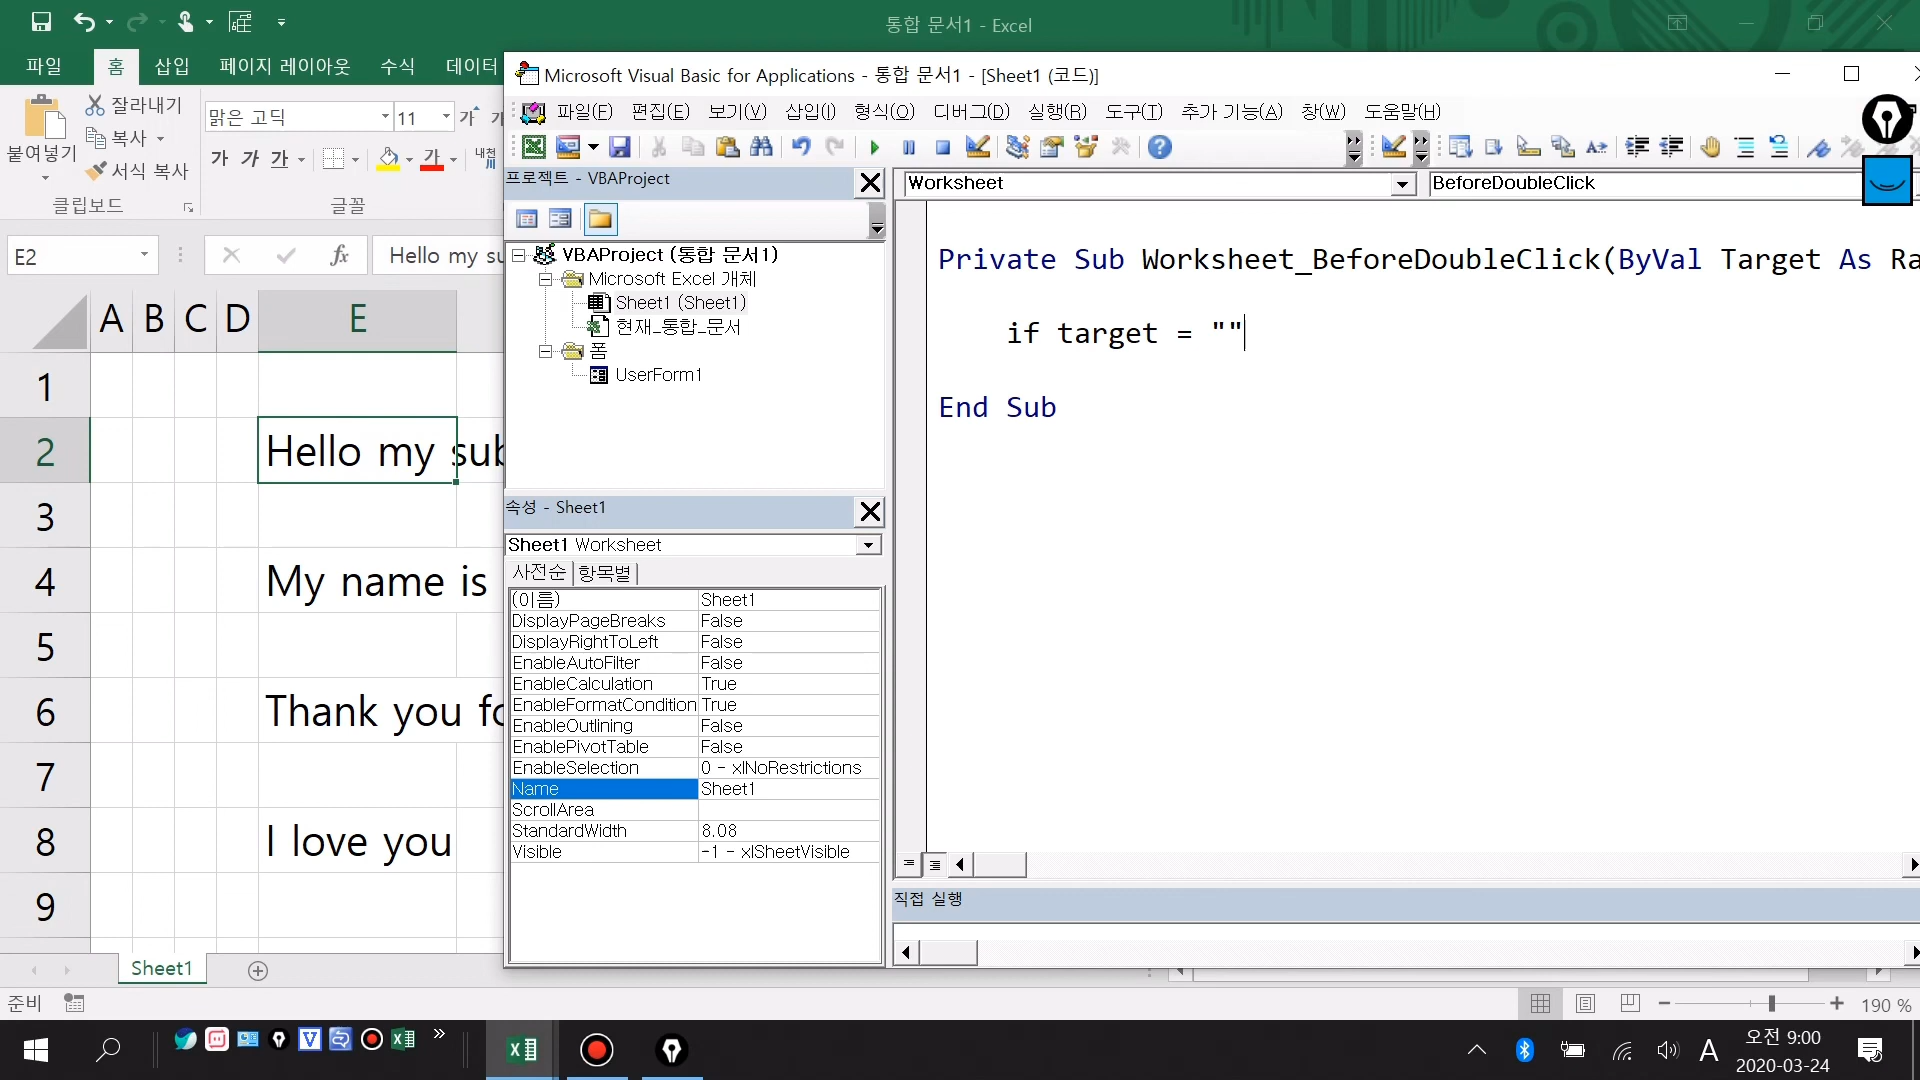 통합 문서1 - Excel
파일 홈 삽입 페이지 레이아웃 수식 데이터
Microsoft Visual Basic for Applications - 통합 문서1 - [Sheet1 (코드)]
파일(F) 편집(E) 보기(V) 삽입(I) 형식(O) 디버그(D) 실행(R) 도구(T) 추가 기능(A) 창(W) 도움말(H)
잘라내기
복사
서식 복사
붙여넣기
클립보드
맑은 고딕 11
가 가 가
가
내천
글꼴
E2
Hello my su
A B C D E
1
2 Hello my sub
3
4 My name is
5
6 Thank you fo
7
8 I love you
9
Sheet1
준비
프로젝트 - VBAProject
VBAProject (통합 문서1)
Microsoft Excel 개체
Sheet1 (Sheet1)
현재_통합_문서
폼
UserForm1
속성 - Sheet1
Sheet1 Worksheet
사전순 항목별
(이름) Sheet1
DisplayPageBreaks False
DisplayRightToLeft False
EnableAutoFilter False
EnableCalculation True
EnableFormatCondition True
EnableOutlining False
EnablePivotTable False
EnableSelection 0 - xlNoRestrictions
Name Sheet1
ScrollArea
StandardWidth 8.08
Visible -1 - xlSheetVisible
Worksheet BeforeDoubleClick
Private Sub Worksheet_BeforeDoubleClick(ByVal Target As Ra
if target = ""
End Sub
직접 실행
190 %
A
오전 9:00
2020-03-24